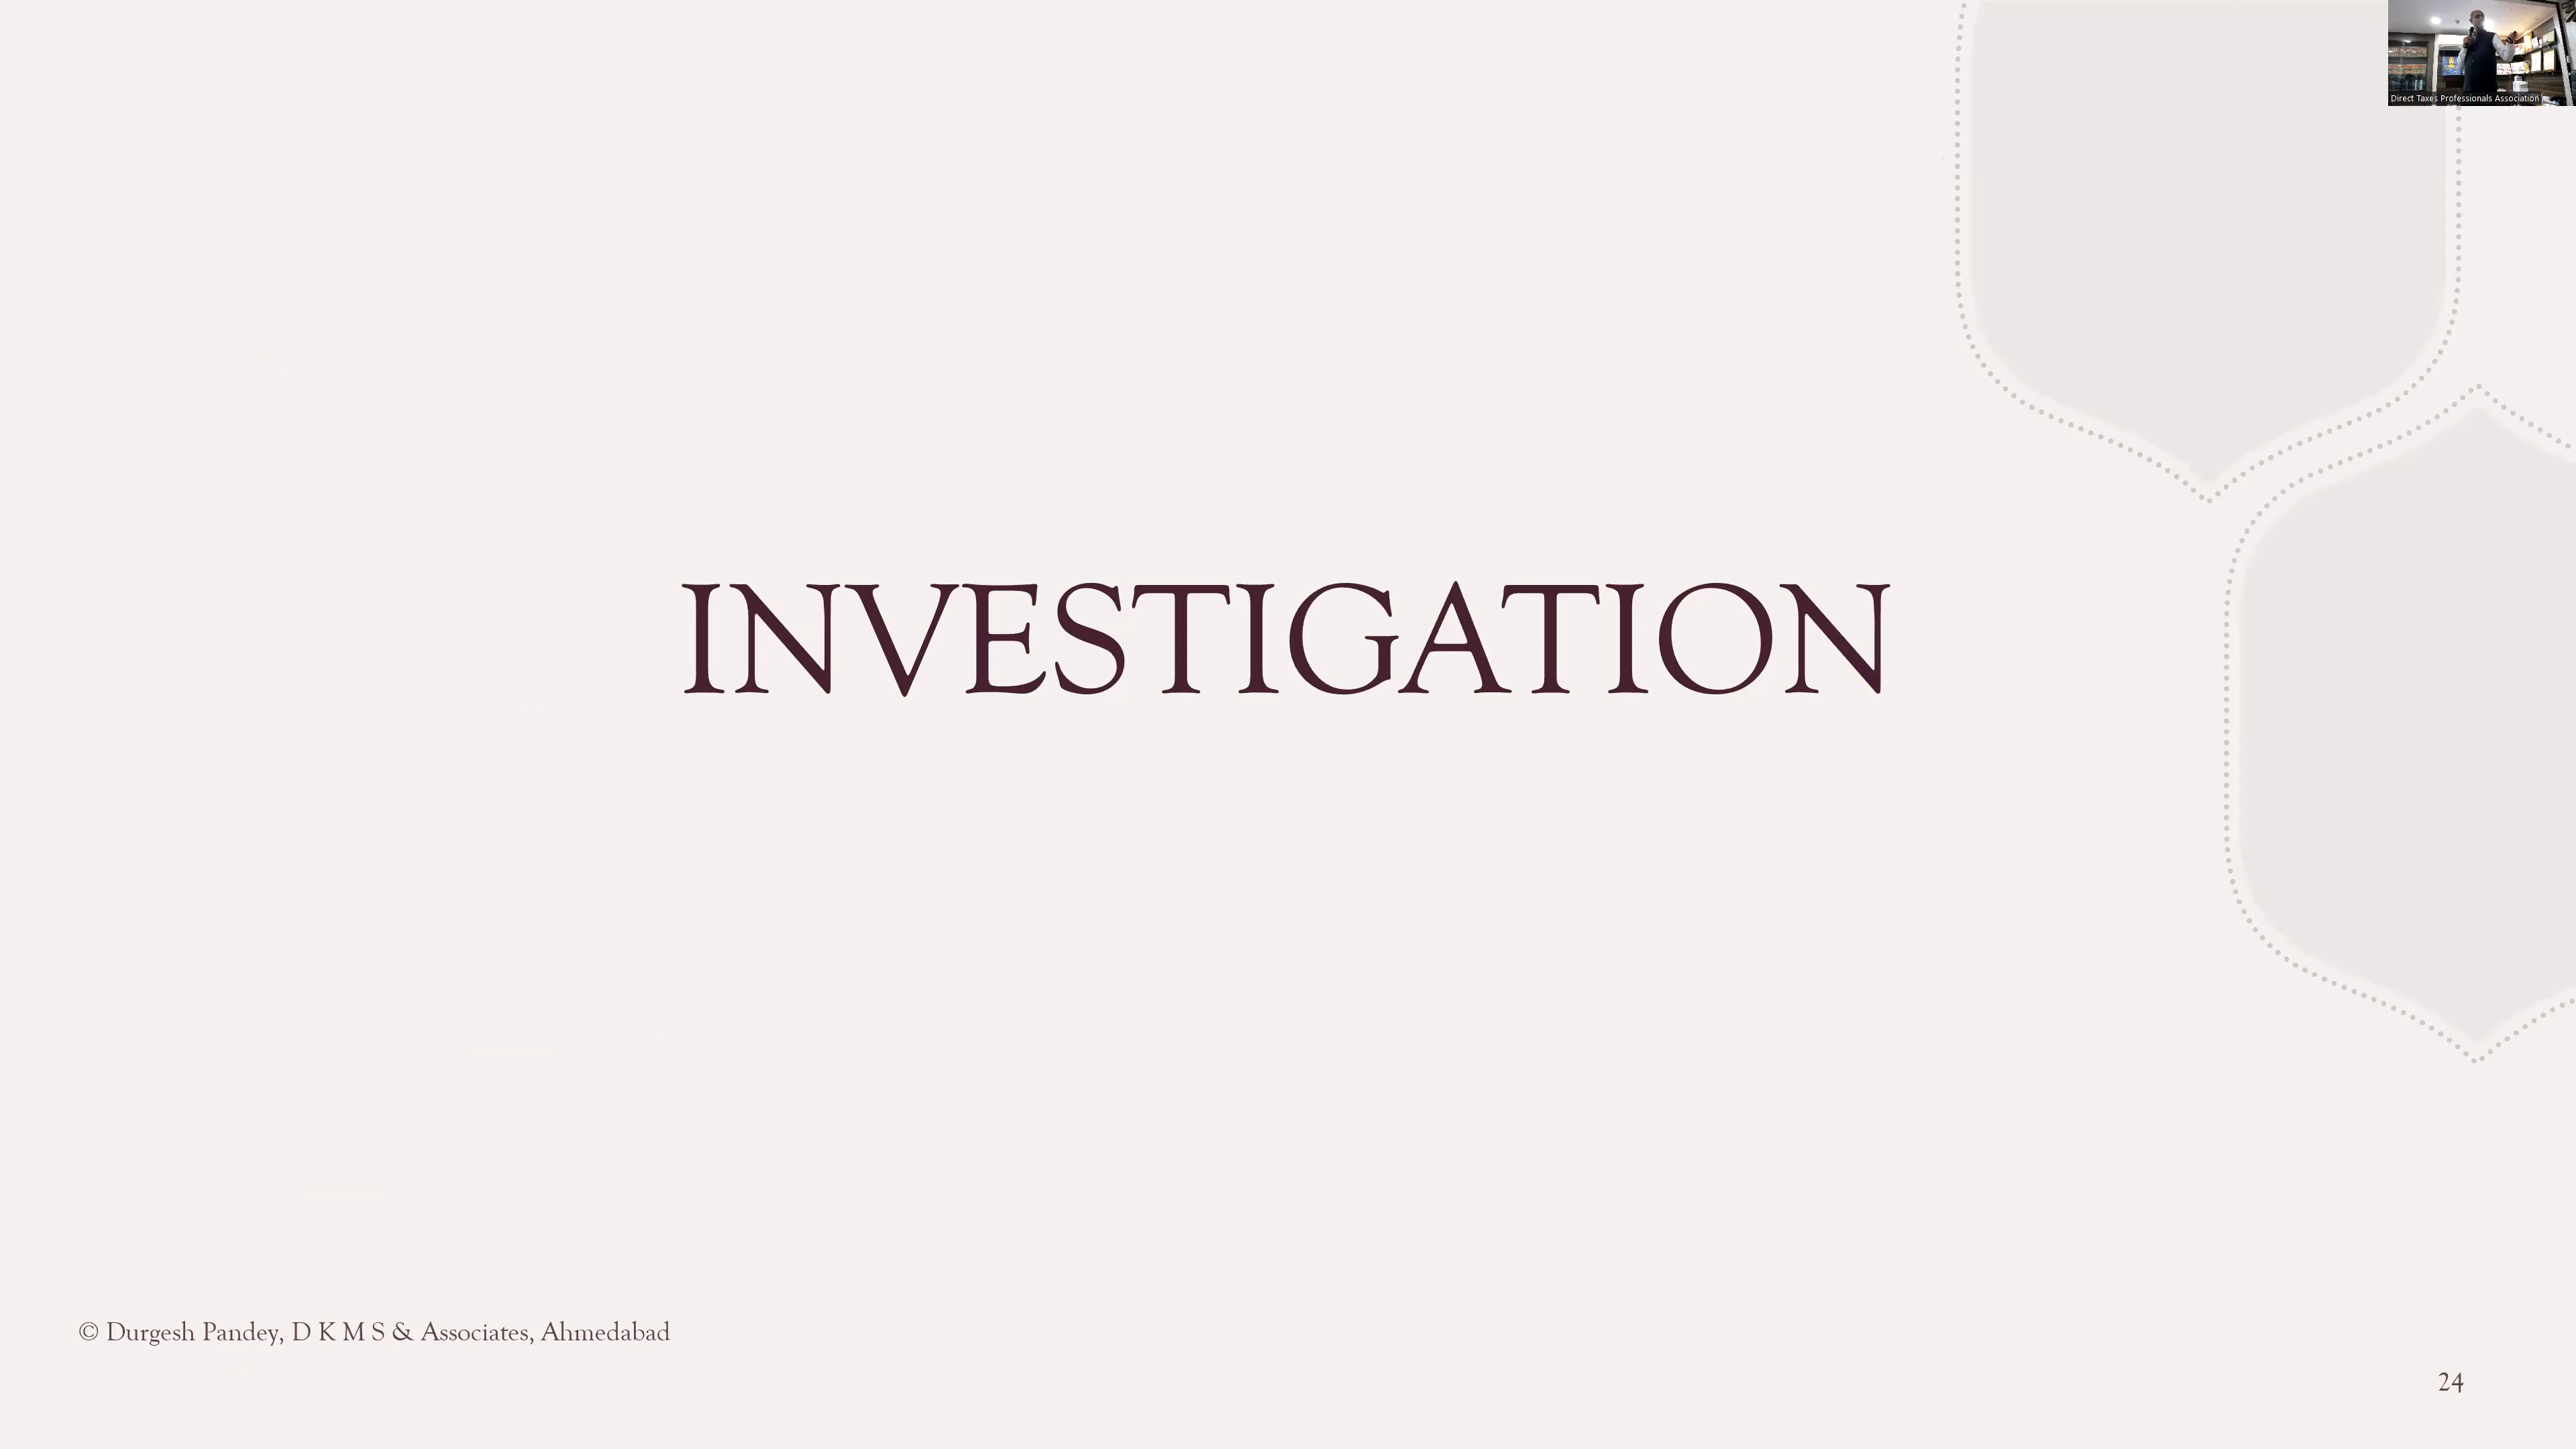 Direct Taxes Professionals Association
INVESTIGATION
© Durgesh Pandey, D K M S & Associates, Ahmedabad
24